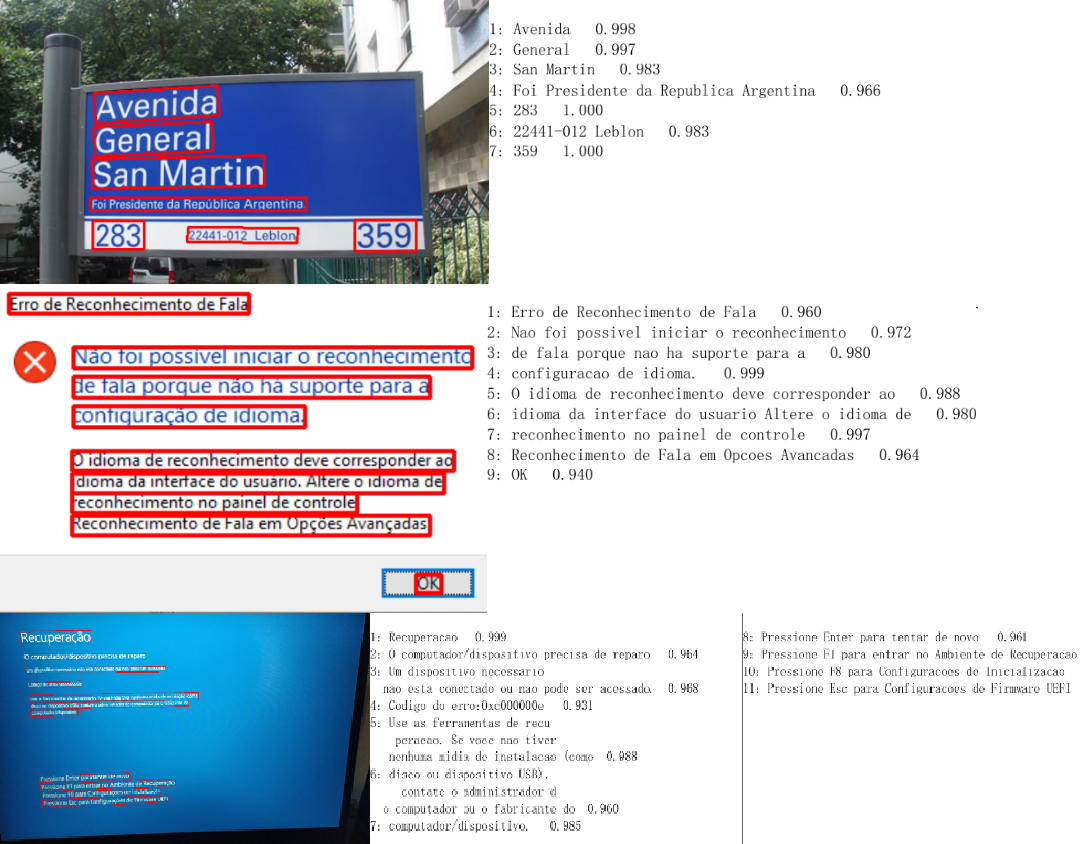 Avenida
General
San Martin
Foi Presidente da República Argentina
283 22441-012 Leblon 359
1: Avenida 0.998
2: General 0.997
3: San Martin 0.983
4: Foi Presidente da Republica Argentina 0.966
5: 283 1.000
6: 22441-012 Leblon 0.983
7: 359 1.000
Erro de Reconhecimento de Fala
Não foi possível iniciar o reconhecimento
de fala porque não há suporte para a
configuração de idioma.
O idioma de reconhecimento deve corresponder ao
idioma da interface do usuário. Altere o idioma de
reconhecimento no painel de controle
Reconhecimento de Fala em Opções Avançadas
OK
1: Erro de Reconhecimento de Fala 0.960
2: Nao foi possivel iniciar o reconhecimento 0.972
3: de fala porque nao ha suporte para a 0.980
4: configuracao de idioma. 0.999
5: O idioma de reconhecimento deve corresponder ao 0.988
6: idioma da interface do usuario Altere o idioma de 0.980
7: reconhecimento no painel de controle 0.997
8: Reconhecimento de Fala em Opcoes Avancadas 0.964
9: OK 0.940
Recuperação
O computador/dispositivo precisa de reparo
Pressione Enter para tentar de novo
Pressione F1 para entrar no Ambiente de Recuperação
Pressione F8 para Configurações de Inicialização
Pressione Esc para Configurações de Firmware UEFI
1: Recuperacao 0.999
2: O computador/dispositivo precisa de reparo 0.964
3: Um dispositivo necessario
nao esta conectado ou nao pode ser acessado. 0.968
4: Codigo do erro:0xc000000e 0.931
5: Use as ferramentas de recu
peracao. Se voce nao tiver
nenhuma midia de instalacao (como 0.988
6: disco ou dispositivo USB),
contate o administrador d
o computador ou o fabricante do 0.960
7: computador/dispositivo. 0.985
8: Pressione Enter para tentar de novo 0.961
9: Pressione F1 para entrar no Ambiente de Recuperacao
10: Pressione F8 para Configuracoes de Inicializacao
11: Pressione Esc para Configuracoes de Firmware UEFI